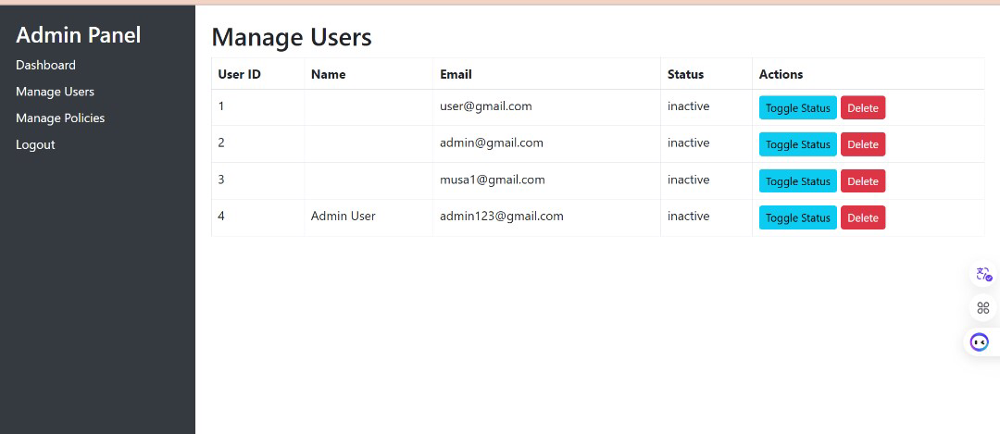 Admin Panel
Dashboard
Manage Users
Manage Policies
Logout
Manage Users
User ID Name Email Status Actions
1 user@gmail.com inactive Toggle Status Delete
2 admin@gmail.com inactive Toggle Status Delete
3 musa1@gmail.com inactive Toggle Status Delete
4 Admin User admin123@gmail.com inactive Toggle Status Delete